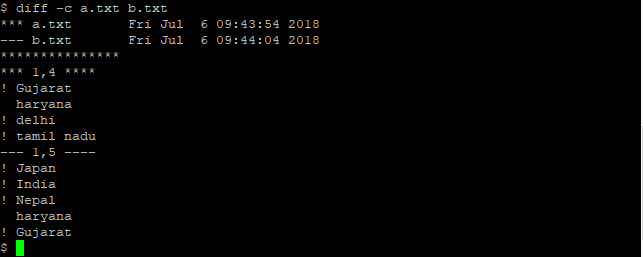 $ diff -c a.txt b.txt
*** a.txt       Fri Jul  6 09:43:54 2018
--- b.txt       Fri Jul  6 09:44:04 2018
***************
*** 1,4 ****
! Gujarat
  haryana
! delhi
! tamil nadu
--- 1,5 ----
! Japan
! India
! Nepal
  haryana
! Gujarat
$